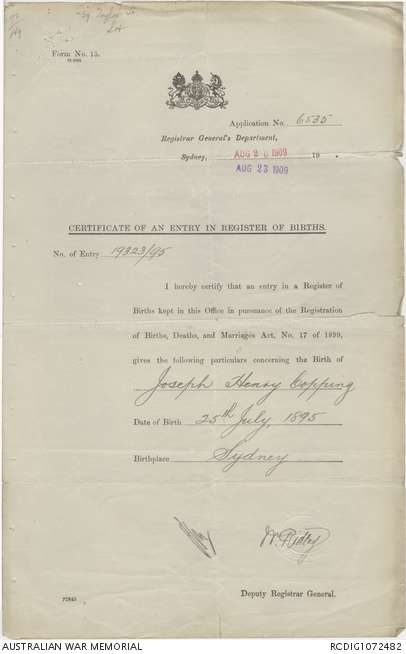 Form No. 15.
Application No. 6535
Registrar General's Department,
Sydney, AUG 20 1909 19
AUG 23 1909
CERTIFICATE OF AN ENTRY IN REGISTER OF BIRTHS.
No. of Entry 19323/95
I hereby certify that an entry in a Register of
Births kept in this Office in pursuance of the Registration
of Births, Deaths, and Marriages Act, No. 17 of 1899,
gives the following particulars concerning the Birth of
Joseph Henry Copping
Date of Birth 25th July, 1895
Birthplace Sydney
W. Ridley
Deputy Registrar General.
72845
AUSTRALIAN WAR MEMORIAL
RCDIG1072482